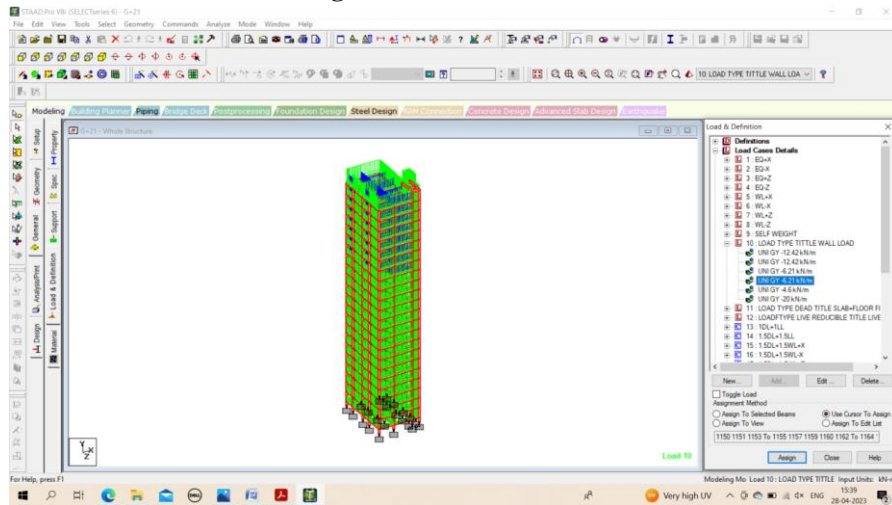 STAAD.Pro V8i (SELECTseries 6) - G+21
File Edit View Tools Select Geometry Commands Analyze Mode Window Help
10: LOAD TYPE TITTLE WALL LOA
Modeling Building Planner Piping Bridge Deck Postprocessing Foundation Design Steel Design Concrete Design Advanced Slab Design Earthquake
G+21 - Whole Structure
Setup
Geometry
General
Analysis/Print
Design
Property
Spec
Support
Load & Definition
Material
Y
X
Z
Load 10
Load & Definition
Definitions
Load Cases Details
1 : EQ+X
2 : EQ-X
3 : EQ+Z
4 : EQ-Z
5 : WL+X
6 : WL-X
7 : WL+Z
8 : WL-Z
9 : SELF WEIGHT
10 : LOAD TYPE TITTLE WALL LOAD
UNI GY -12.42 kN/m
UNI GY -12.42 kN/m
UNI GY -6.21 kN/m
UNI GY -6.21 kN/m
UNI GY -4.6 kN/m
UNI GY -20 kN/m
11 : LOAD TYPE DEAD TITLE SLAB+FLOOR FI
12 : LOADFTYPE LIVE REDUCIBLE TITLE LIVE
13 : 1DL+1LL
14 : 1.5DL+1.5LL
15 : 1.5DL+1.5WL+X
16 : 1.5DL+1.5WL-X
New... Add... Edit ... Delete...
Toggle Load
Assignment Method
Assign To Selected Beams Use Cursor To Assign
Assign To View Assign To Edit List
1150 1151 1153 To 1155 1157 1159 1160 1162 To 1164
Assign Close Help
For Help, press F1
Modeling Mo Load 10 : LOAD TYPE TITTLE Input Units: kN-
Very high UV ENG 15:39
28-04-2023